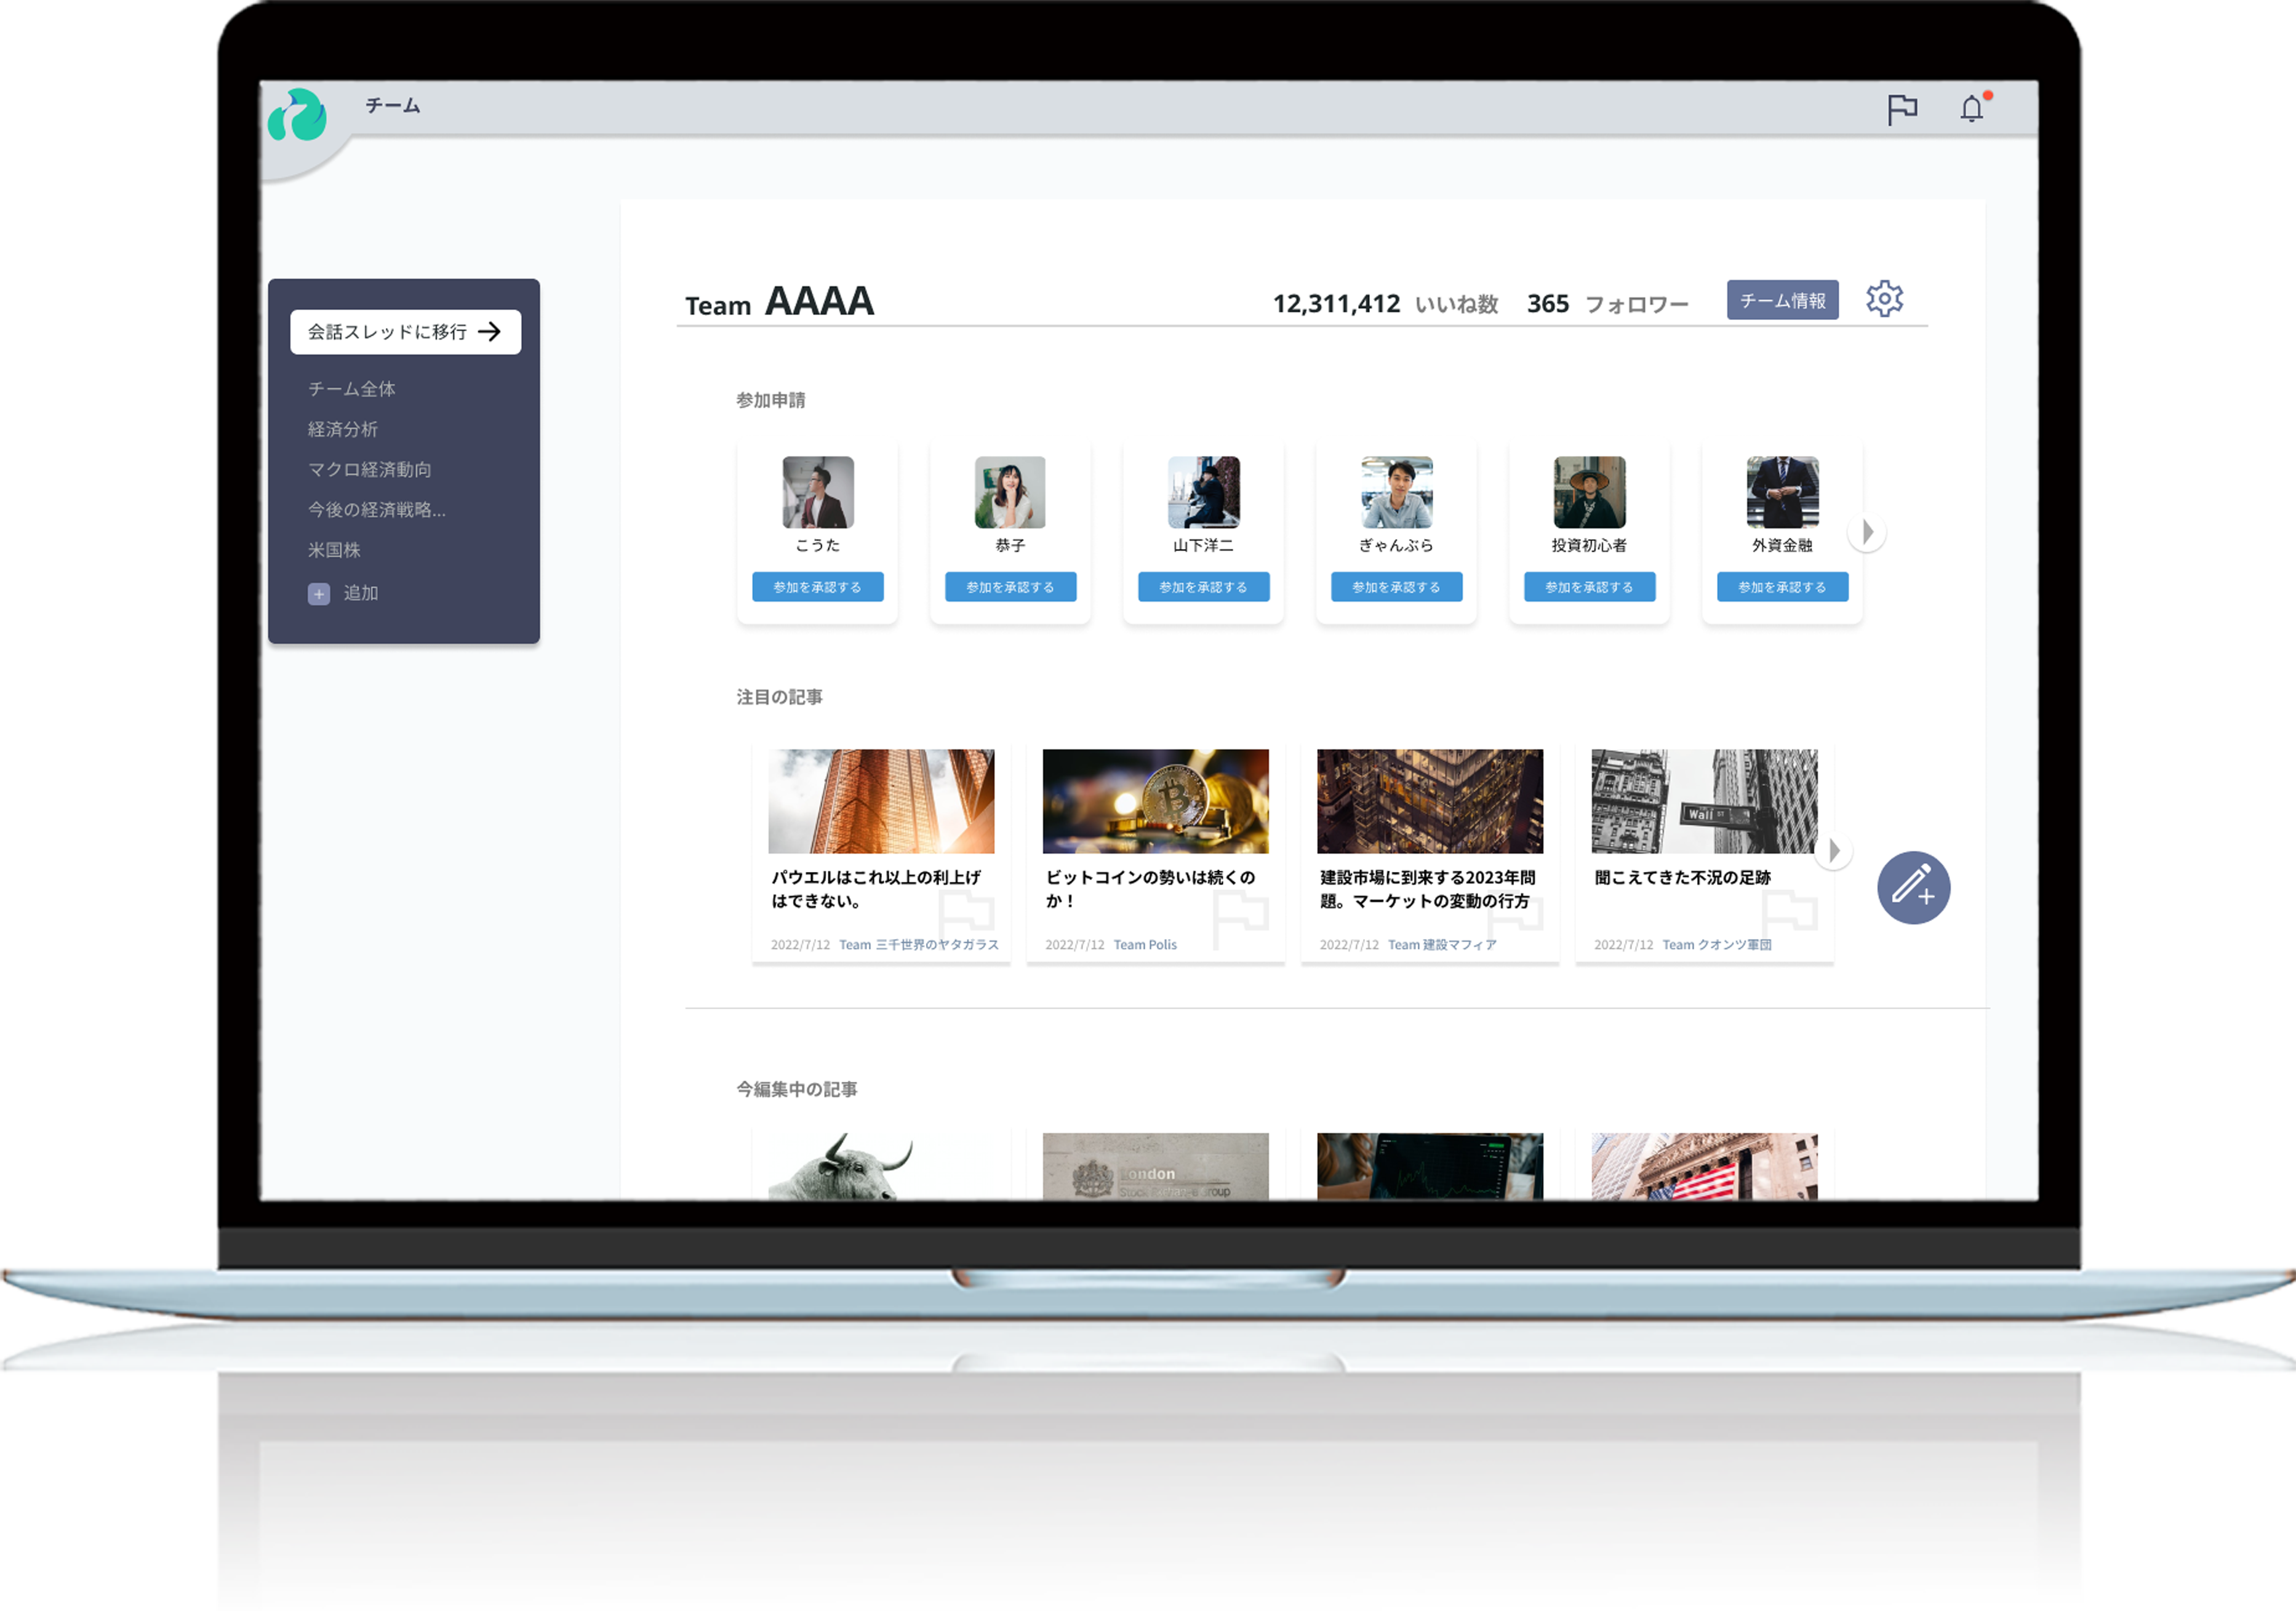 チーム
会話スレッドに移行
チーム全体
経済分析
マクロ経済動向
今後の経済戦略...
米国株
追加
Team AAAA
12,311,412 いいね数 365 フォロワー チーム情報
参加申請
こうた
参加を承認する
恭子
参加を承認する
山下洋二
参加を承認する
ぎゃんぶら
参加を承認する
投資初心者
参加を承認する
外資金融
参加を承認する
注目の記事
パウエルはこれ以上の利上げ
はできない。
2022/7/12 Team 三千世界のヤタガラス
ビットコインの勢いは続くの
か！
2022/7/12 Team Polis
建設市場に到来する2023年問
題。マーケットの変動の行方
2022/7/12 Team 建設マフィア
Wall ST
聞こえてきた不況の足跡
2022/7/12 Team クオンツ軍団
今編集中の記事
London